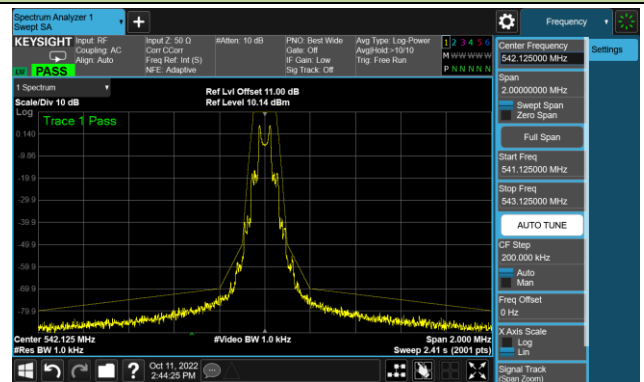 Spectrum Analyzer 1
Swept SA
Frequency
KEYSIGHT
Input: RF
Coupling: AC
Align: Auto
Input Z: 50 Ω
Corr CCorr
Freq Ref: Int (S)
NFE: Adaptive
#Atten: 10 dB
PNO: Best Wide
Gate: Off
IF Gain: Low
Sig Track: Off
Avg Type: Log-Power
Avg|Hold:>10/10
Trig: Free Run
1 2 3 4 5 6
M W W W W W
P N N N N N
LW PASS
1 Spectrum
Scale/Div 10 dB
Ref Lvl Offset 11.00 dB
Ref Level 10.14 dBm
Log
Trace 1 Pass
0.140
-9.86
-19.9
-29.9
-39.9
-49.9
-59.9
-69.9
-79.9
Center 542.125 MHz
#Res BW 1.0 kHz
#Video BW 1.0 kHz
Span 2.000 MHz
Sweep 2.41 s (2001 pts)
Center Frequency
542.125000 MHz
Span
2.00000000 MHz
Swept Span
Zero Span
Full Span
Start Freq
541.125000 MHz
Stop Freq
543.125000 MHz
AUTO TUNE
CF Step
200.000 kHz
Auto
Man
Freq Offset
0 Hz
X Axis Scale
Log
Lin
Signal Track
(Span Zoom)
Settings
?
Oct 11, 2022
2:44:25 PM